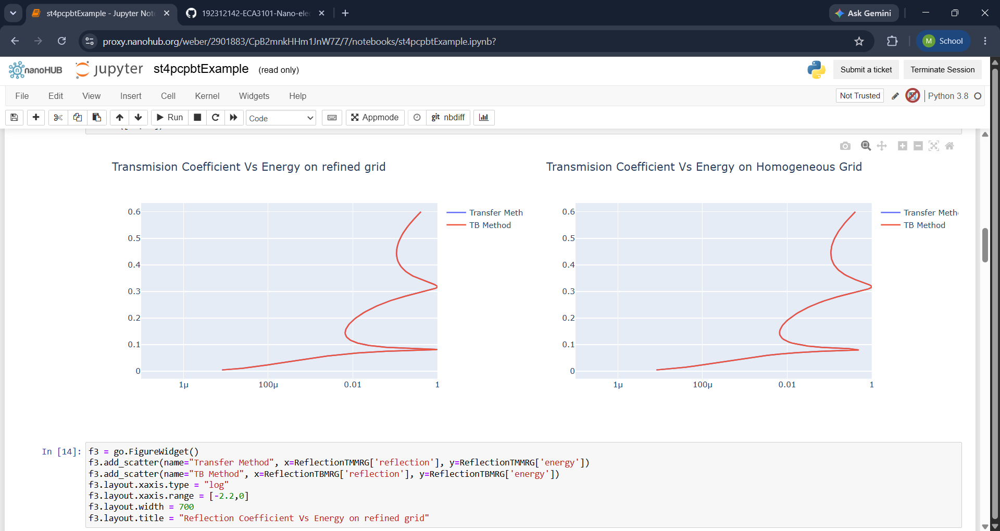 st4pcpbtExample - Jupyter Not
192312142-ECA3101-Nano-ele
Ask Gemini
proxy.nanohub.org/weber/2901883/CpB2mnkHHm1JnW7Z/7/notebooks/st4pcpbtExample.ipynb?
M School
nanoHUB jupyter st4pcpbtExample (read only)
Submit a ticket Terminate Session
File Edit View Insert Cell Kernel Widgets Help
Not Trusted Python 3.8
Run Code Appmode git nbdiff
Transmision Coefficient Vs Energy on refined grid
0.6
0.5
0.4
0.3
0.2
0.1
0
1μ 100μ 0.01 1
Transfer Meth
TB Method
Transmision Coefficient Vs Energy on Homogeneous Grid
0.6
0.5
0.4
0.3
0.2
0.1
0
1μ 100μ 0.01 1
Transfer Meth
TB Method
In [14]: f3 = go.FigureWidget()
f3.add_scatter(name="Transfer Method", x=ReflectionTMMRG['reflection'], y=ReflectionTMMRG['energy'])
f3.add_scatter(name="TB Method", x=ReflectionTBMRG['reflection'], y=ReflectionTBMRG['energy'])
f3.layout.xaxis.type = "log"
f3.layout.xaxis.range = [-2.2,0]
f3.layout.width = 700
f3.layout.title = "Reflection Coefficient Vs Energy on refined grid"